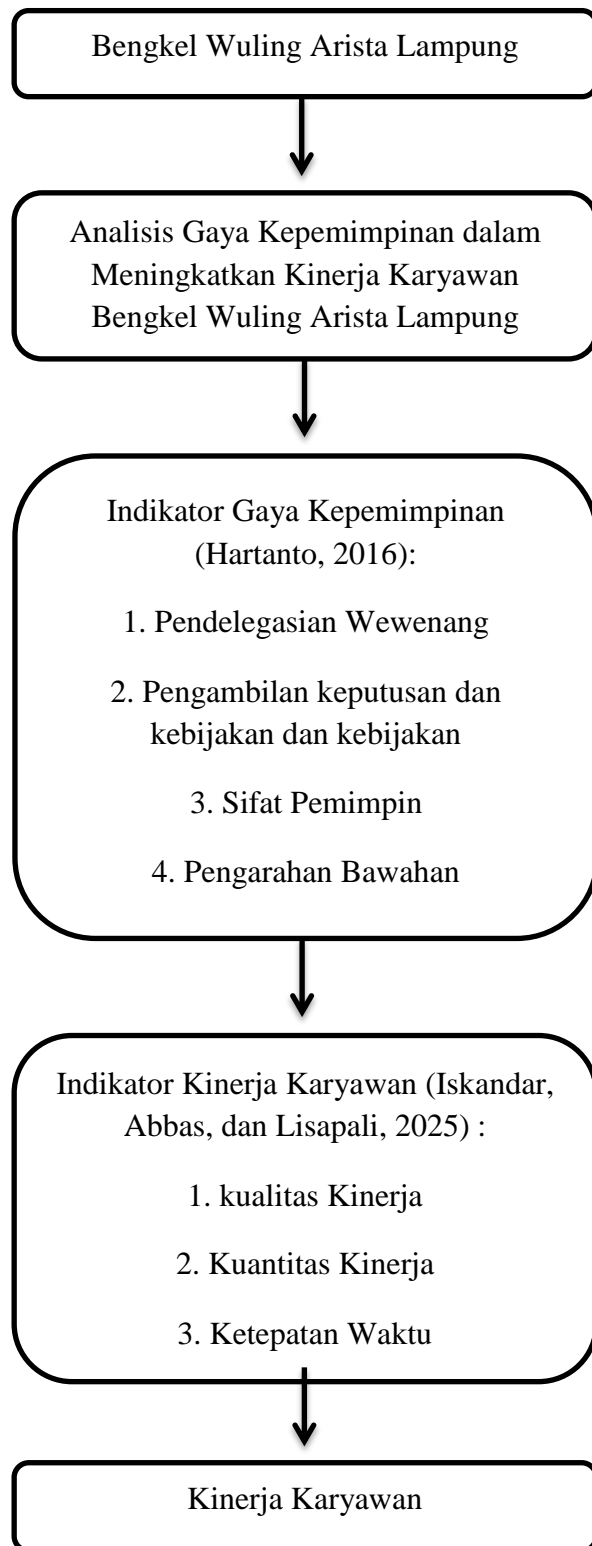 Bengkel Wuling Arista Lampung
Analisis Gaya Kepemimpinan dalam
Meningkatkan Kinerja Karyawan
Bengkel Wuling Arista Lampung
Indikator Gaya Kepemimpinan
(Hartanto, 2016):
1. Pendelegasian Wewenang
2. Pengambilan keputusan dan
kebijakan dan kebijakan
3. Sifat Pemimpin
4. Pengarahan Bawahan
Indikator Kinerja Karyawan (Iskandar,
Abbas, dan Lisapali, 2025) :
1. kualitas Kinerja
2. Kuantitas Kinerja
3. Ketepatan Waktu
Kinerja Karyawan